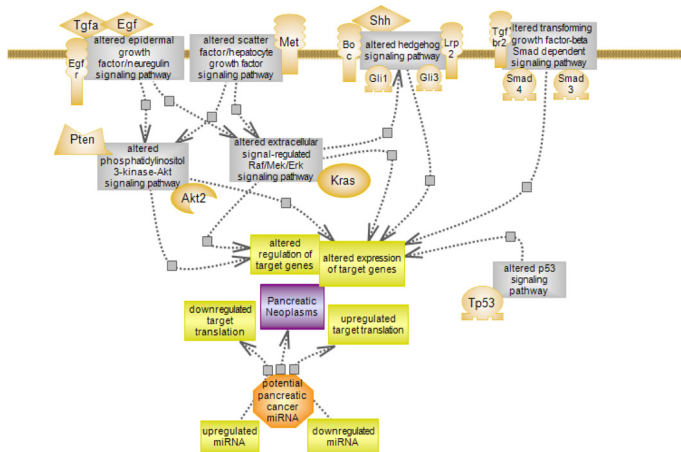 Tgfa
Egf
Egf
r
altered epidermal
growth
factor/neuregulin
signaling pathway
altered scatter
factor/hepatocyte
growth factor
signaling pathway
Met
Shh
Bo
c
altered hedgehog
signaling pathway
Gli1
Gli3
Lrp
2
Tgf
br2
altered transforming
growth factor-beta
Smad dependent
signaling pathway
Smad
4
Smad
3
Pten
altered
phosphatidylinositol
3-kinase-Akt
signaling pathway
Akt2
altered extracellular
signal-regulated
Raf/Mek/Erk
signaling pathway
Kras
altered
regulation of
target genes
altered expression
of target genes
altered p53
signaling
pathway
Tp53
Pancreatic
Neoplasms
downregulated
target
translation
upregulated
target translation
potential
pancreatic
cancer
miRNA
upregulated
miRNA
downregulated
miRNA